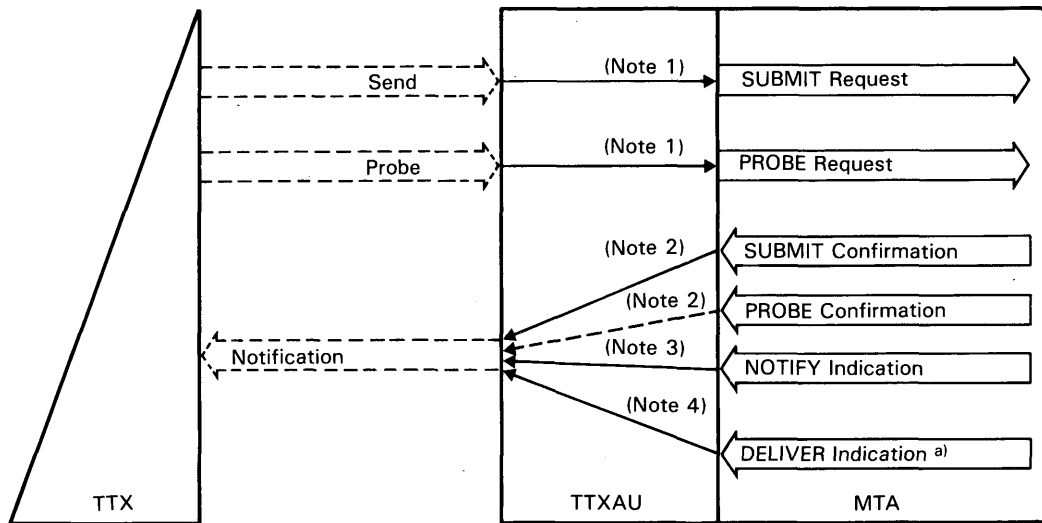 (Note 1)
SUBMIT Request
Send
(Note 1)
PROBE Request
Probe
(Note 2)
SUBMIT Confirmation
(Note 2)
PROBE Confirmation
Notification
(Note 3)
NOTIFY Indication
(Note 4)
DELIVER Indication a)
TTX
TTXAU
MTA